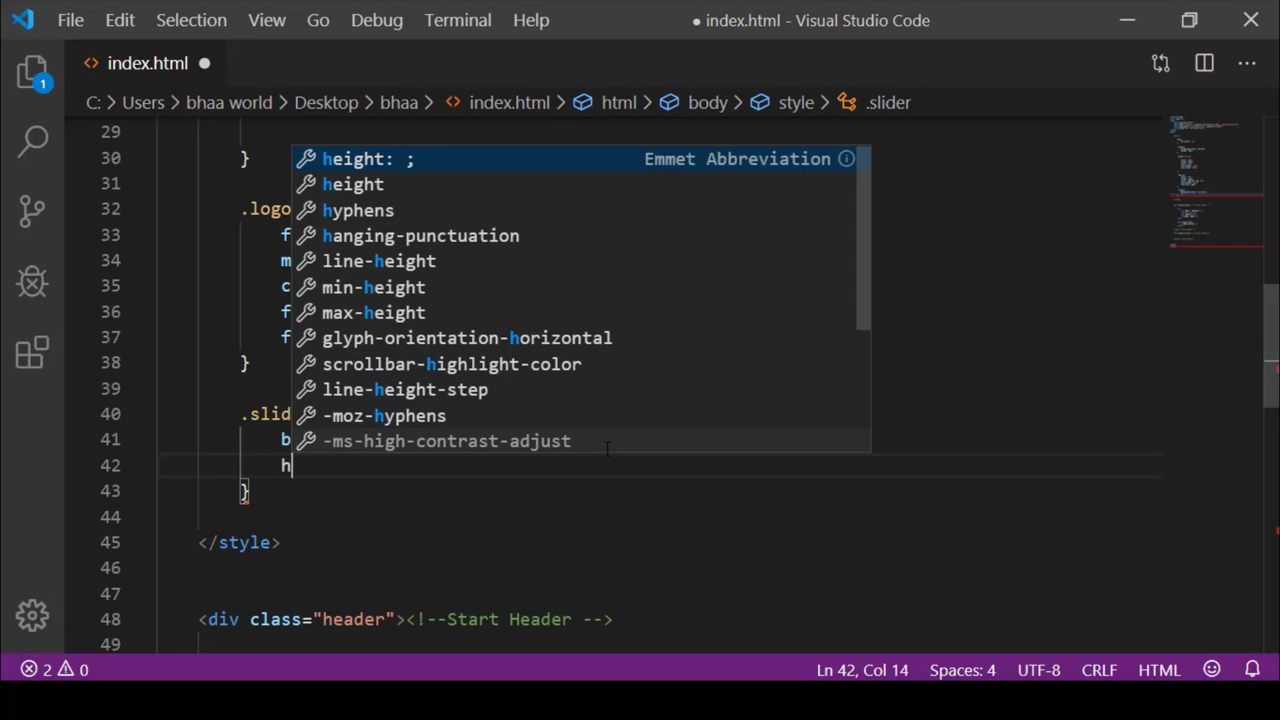 File Edit Selection View Go Debug Terminal Help ● index.html - Visual Studio Code
<> index.html ●
1
C: > Users > bhaa world > Desktop > bhaa > <> index.html > html > body > style > .slider
29
30 }
31
32 .logo
33 f
34 m
35 c
36 f
37 f
38 }
39
40 .slid
41 b
42 h
43 }
44
45 </style>
46
47
48 <div class="header"><!--Start Header -->
49
height: ; Emmet Abbreviation
height
hyphens
hanging-punctuation
line-height
min-height
max-height
glyph-orientation-horizontal
scrollbar-highlight-color
line-height-step
-moz-hyphens
-ms-high-contrast-adjust
2 0 Ln 42, Col 14 Spaces: 4 UTF-8 CRLF HTML